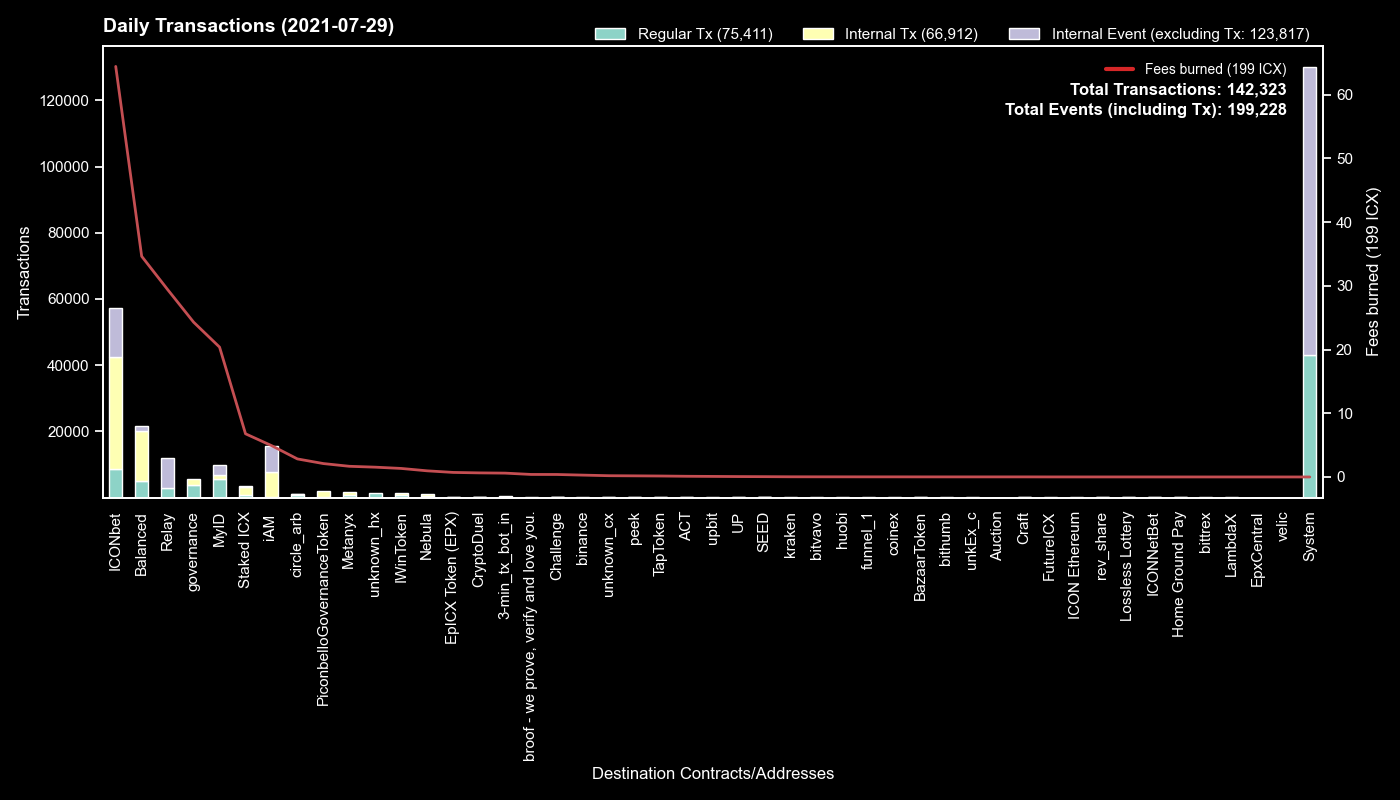 Daily Transactions (2021-07-29)
Regular Tx (75,411)
Internal Tx (66,912)
Internal Event (excluding Tx: 123,817)
Fees burned (199 ICX)
Total Transactions: 142,323
Total Events (including Tx): 199,228
Transactions
120000
100000
80000
60000
40000
20000
60
50
40
30
20
10
0
Fees burned (199 ICX)
ICONbet
Balanced
Relay
governance
MyID
Staked ICX
iAM
circle_arb
PiconbelloGovernanceToken
Metanyx
unknown_hx
IWinToken
Nebula
EpICX Token (EPX)
CryptoDuel
3-min_tx_bot_in
broof - we prove, verify and love you.
Challenge
binance
unknown_cx
peek
TapToken
ACT
upbit
UP
SEED
kraken
bitvavo
huobi
funnel_1
coinex
BazaarToken
bithumb
unkEx_c
Auction
Craft
FutureICX
ICON Ethereum
rev_share
Lossless Lottery
ICONNetBet
Home Ground Pay
bittrex
LambdaX
EpxCentral
velic
System
Destination Contracts/Addresses